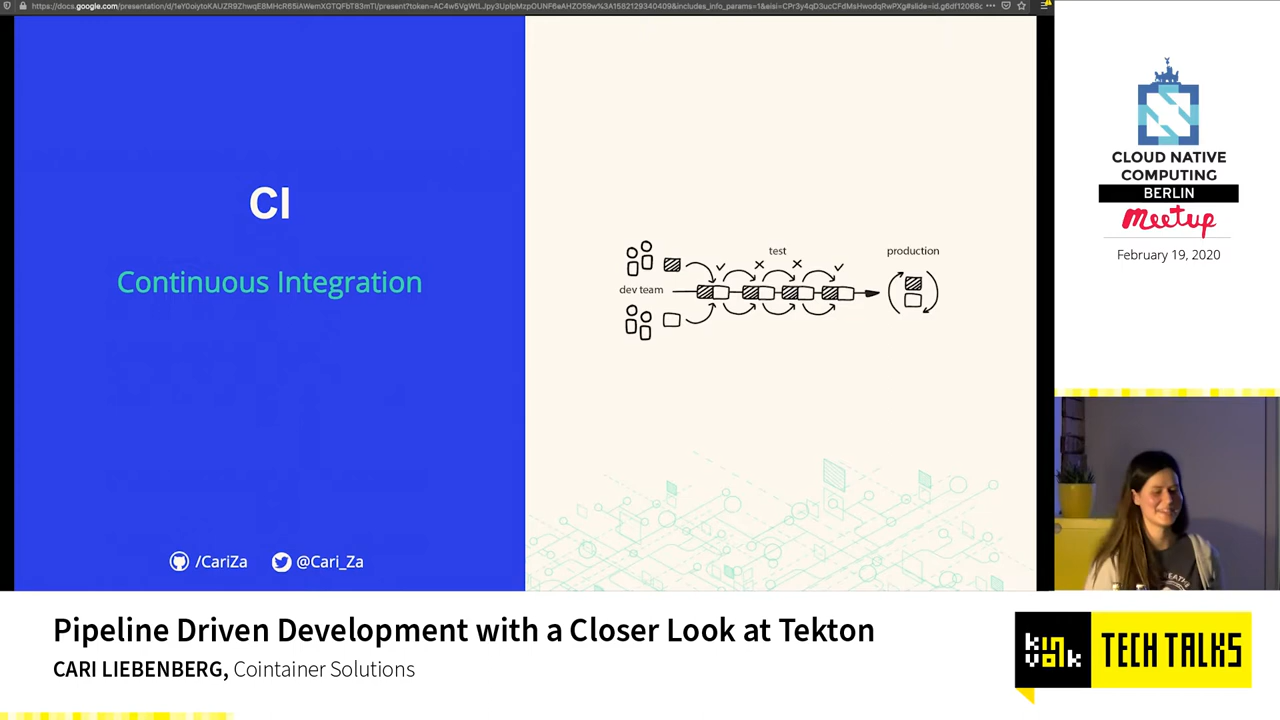 CI
Continuous Integration
/CariZa
@Cari_Za
test
production
dev team
CLOUD NATIVE
COMPUTING
BERLIN
meetup
February 19, 2020
Pipeline Driven Development with a Closer Look at Tekton
CARI LIEBENBERG, Cointainer Solutions
kinvolk
TECH TALKS